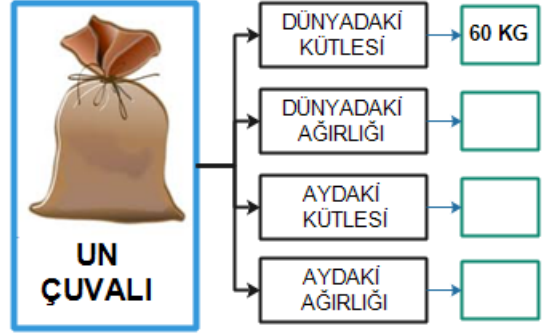 DÜNYADAKİ
KÜTLESİ
60 KG
DÜNYADAKİ
AĞIRLIĞI
AYDAKİ
KÜTLESİ
AYDAKİ
AĞIRLIĞI
UN
ÇUVALI